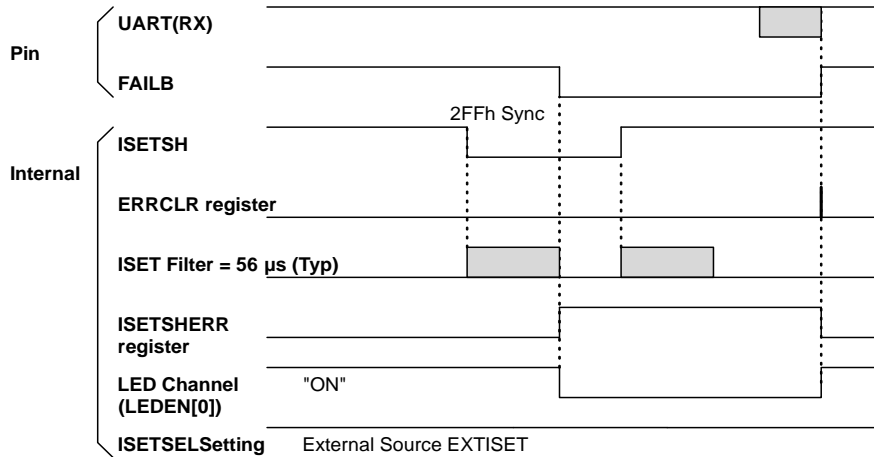 UART(RX)
Pin
FAILB
2FFh Sync
ISETSH
Internal
ERRCLR register
ISET Filter = 56 µs (Typ)
ISETSHERR
register
LED Channel
"ON"
(LEDEN[0])
ISETSELSetting
External Source EXTISET